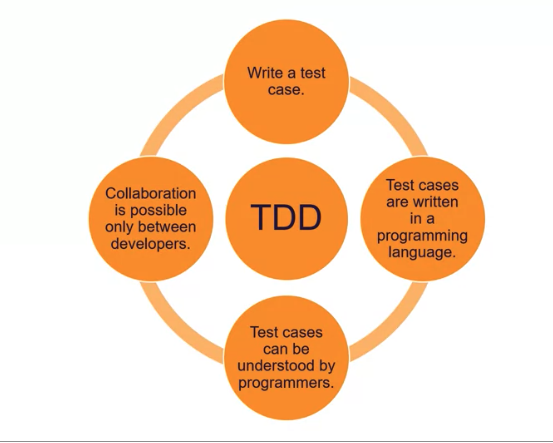 Write a test
case.
Test cases
are written
in a
programming
language.
Test cases
can be
understood by
programmers.
Collaboration
is possible
only between
developers.
TDD